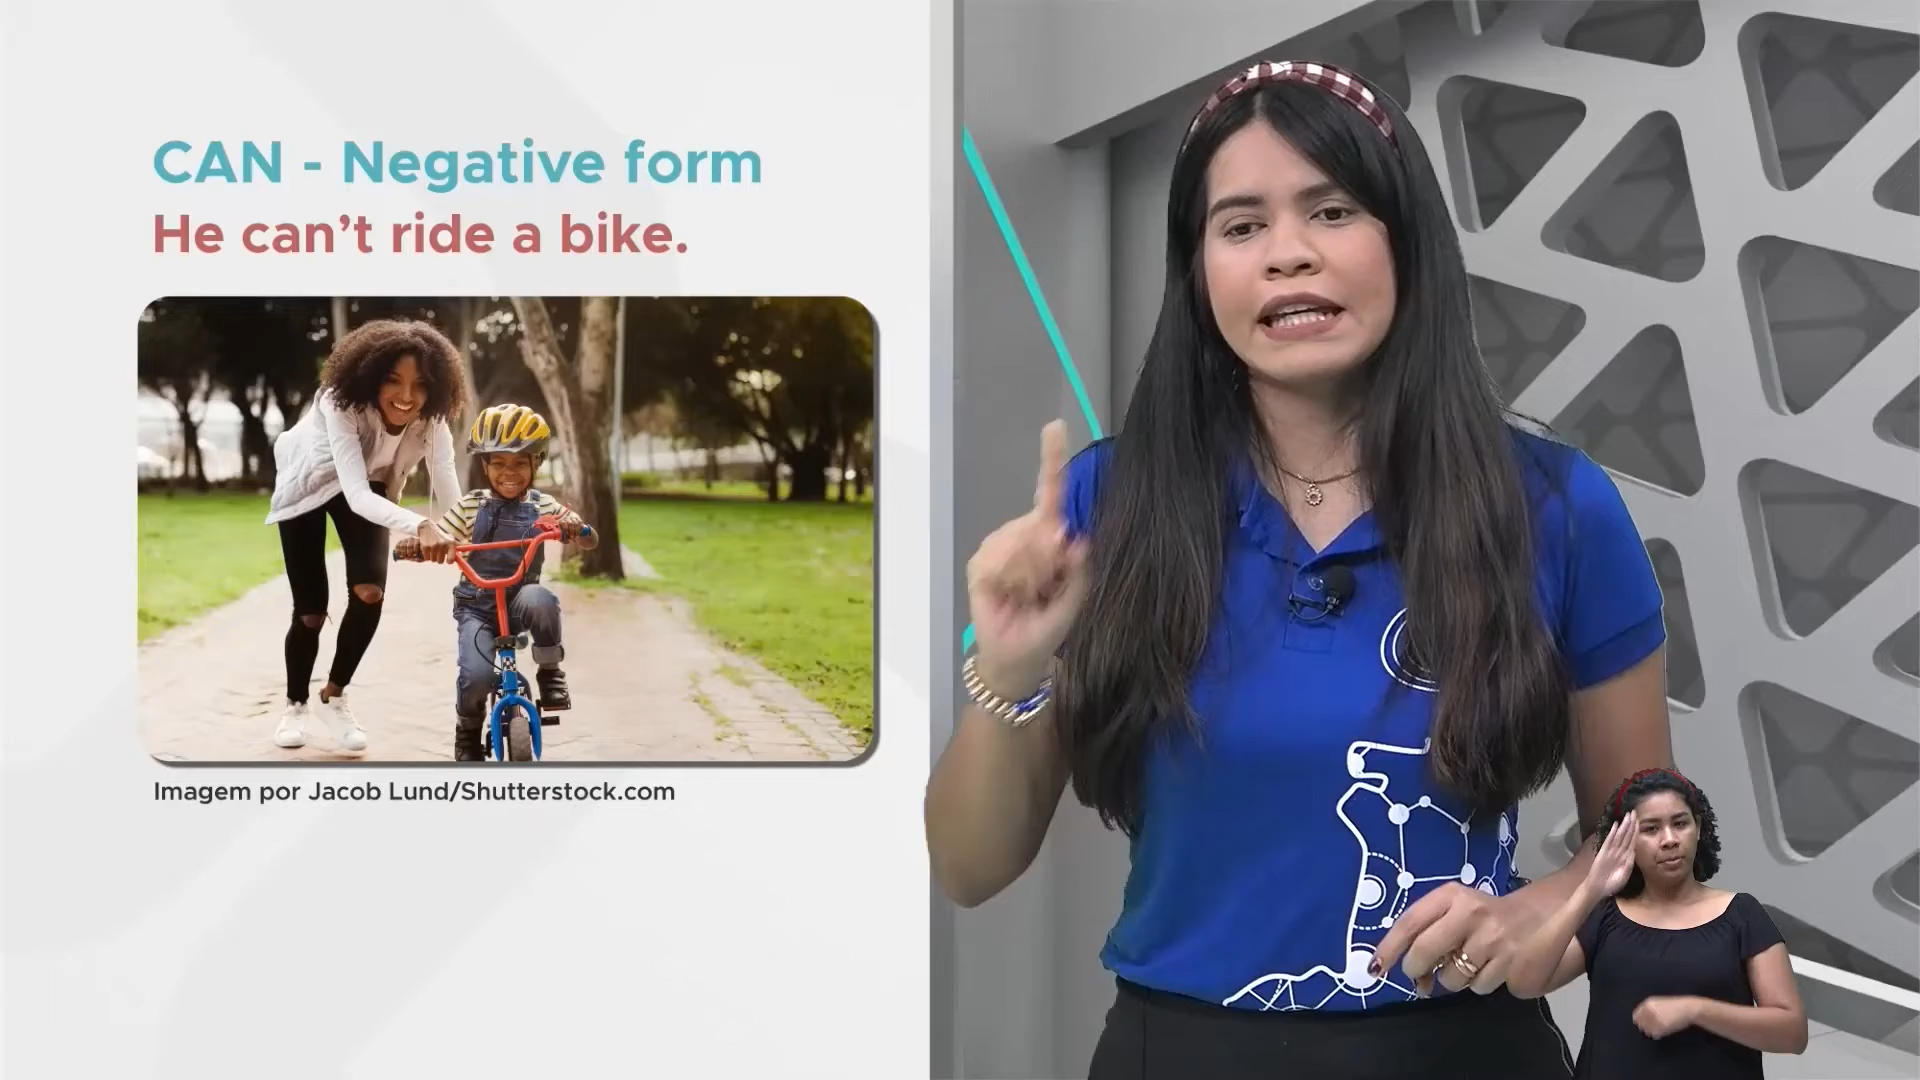 CAN - Negative form
He can’t ride a bike.
Imagem por Jacob Lund/Shutterstock.com